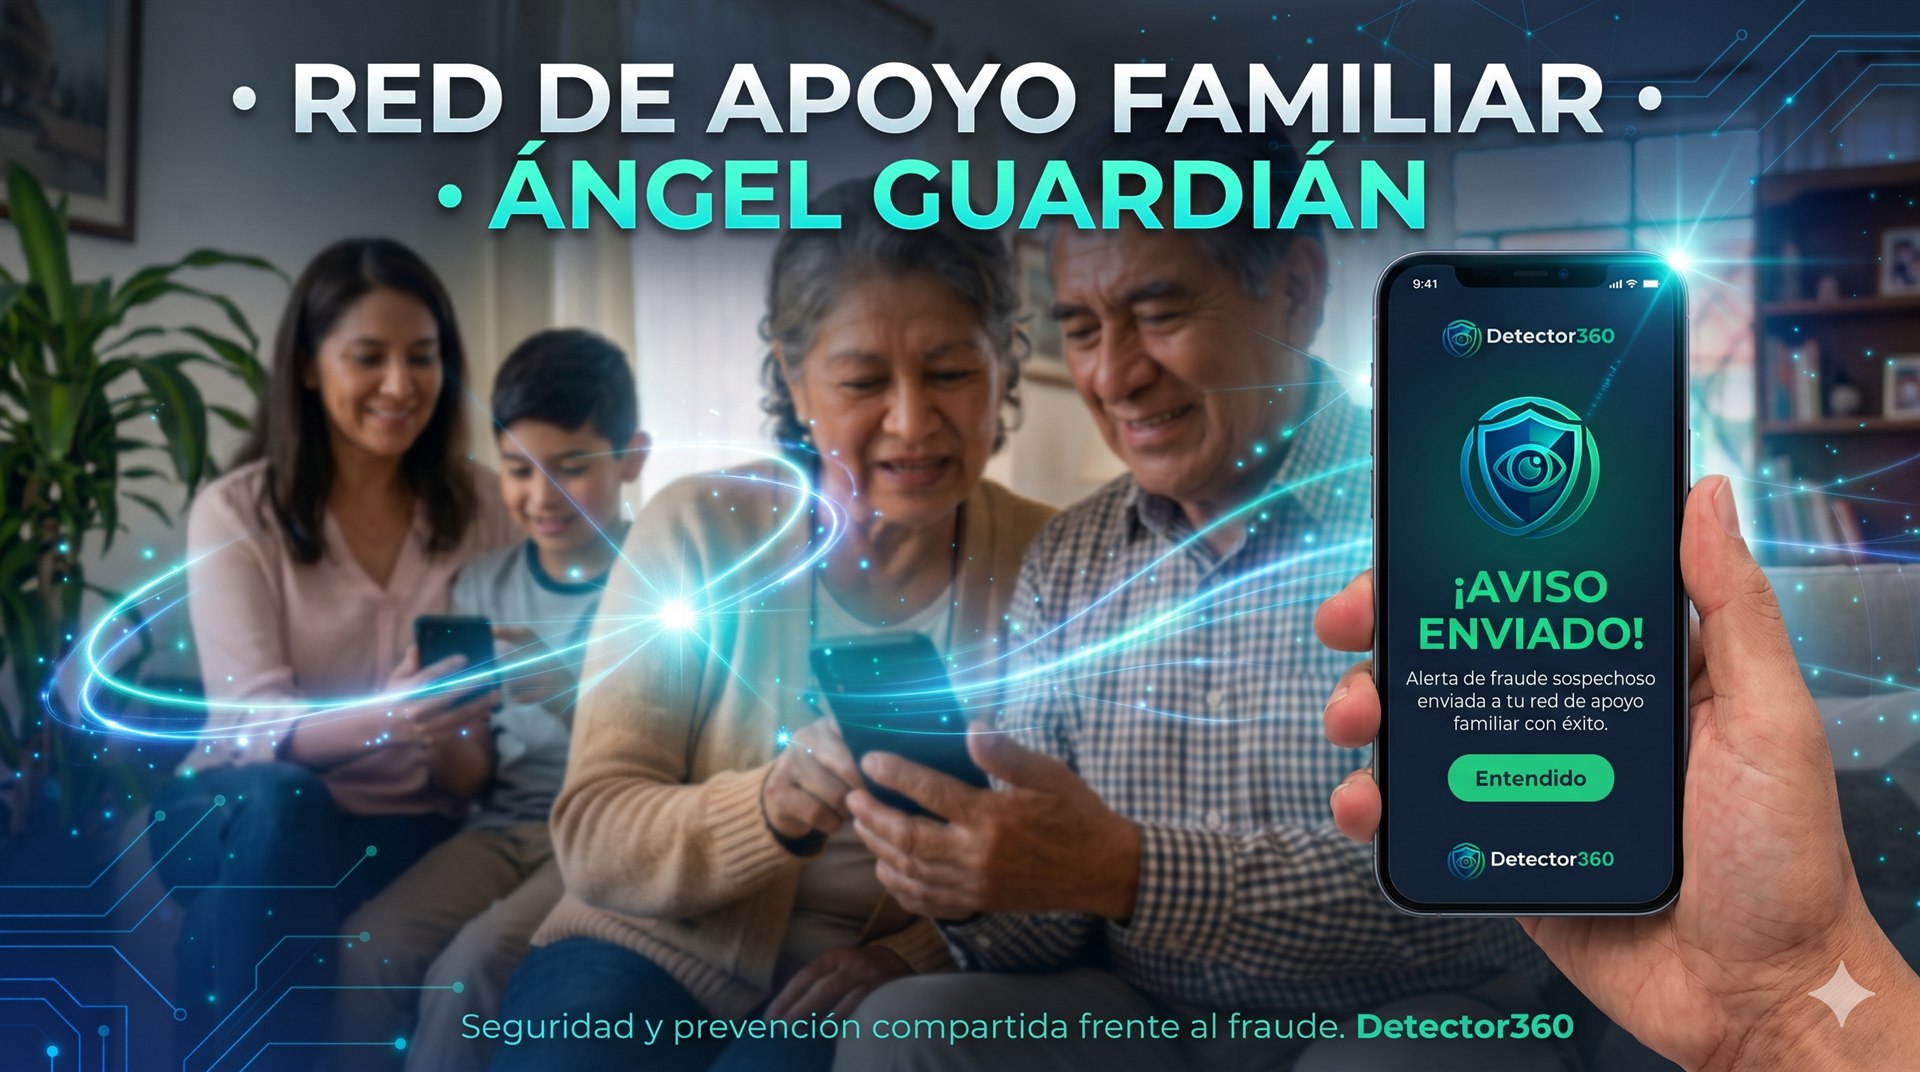 • RED DE APOYO FAMILIAR •
• ÁNGEL GUARDIÁN
9:41
Detector360
¡AVISO
ENVIADO!
Alerta de fraude sospechoso
enviada a tu red de apoyo
familiar con éxito.
Entendido
Detector360
Seguridad y prevención compartida frente al fraude. Detector360